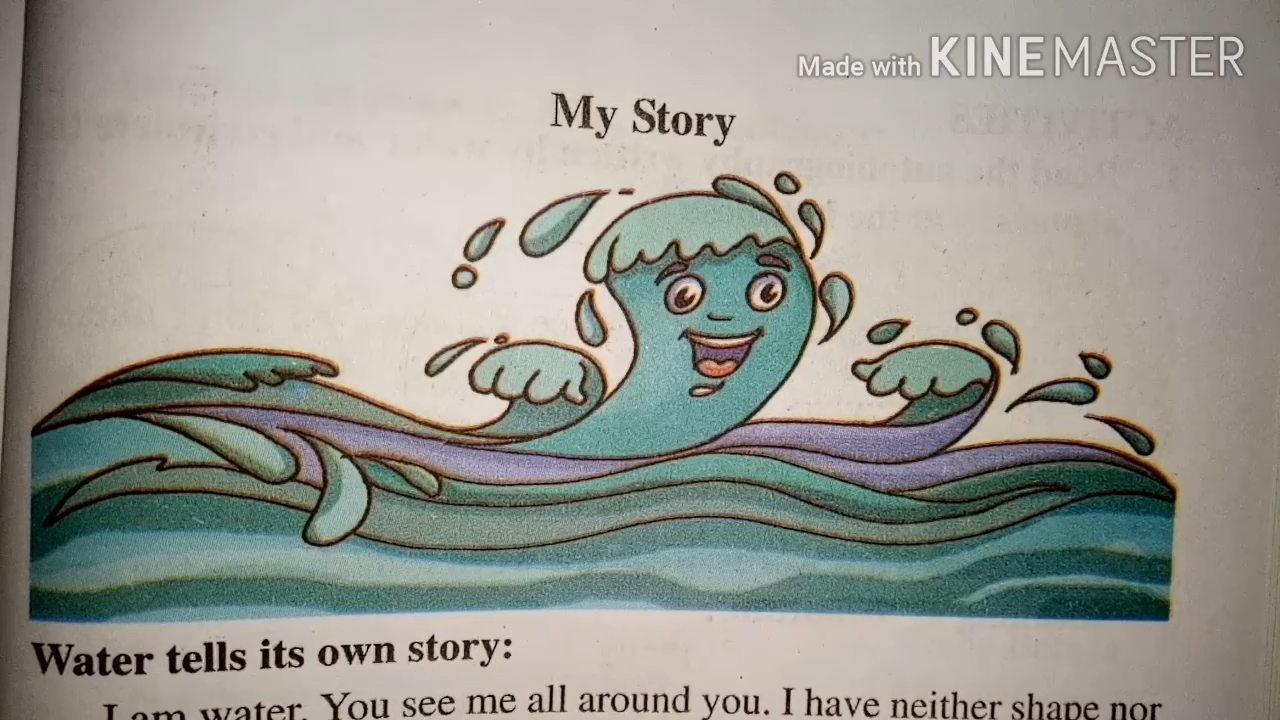 Made with KINEMASTER
My Story
Water tells its own story:
I am water. You see me all around you. I have neither shape nor